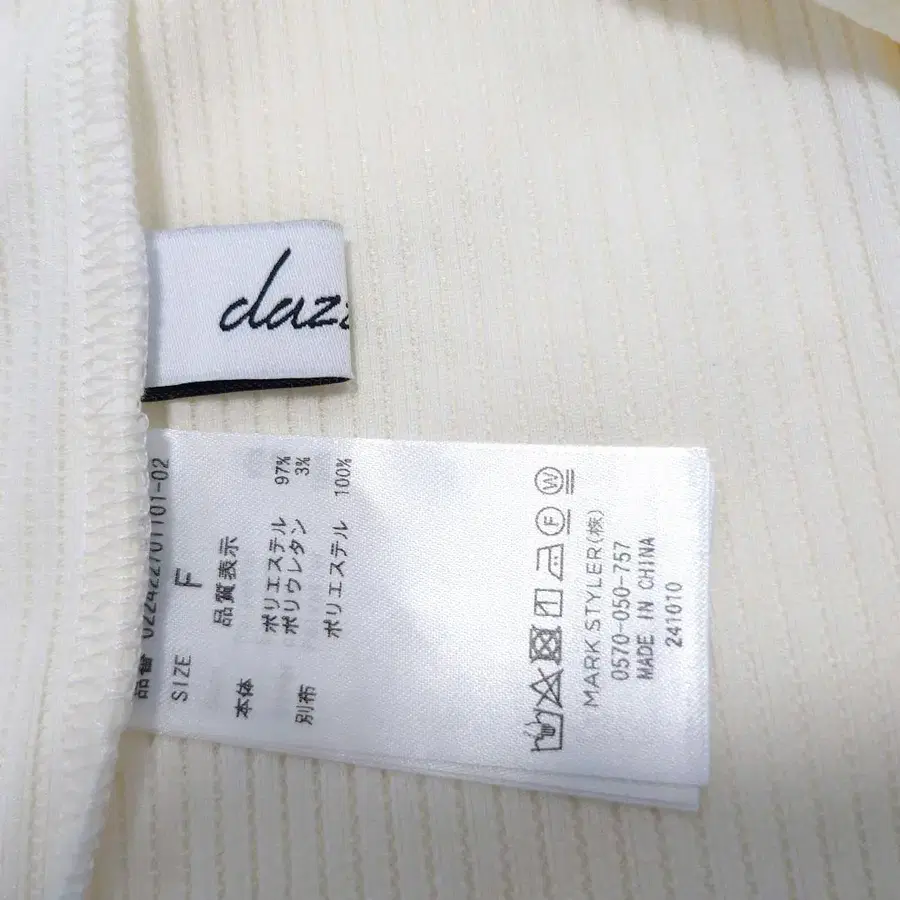 dazz
品番 022422701101-02
SIZE F
品質表示
本体 ポリエステル 97%
ポリウレタン 3%
別布 ポリエステル 100%
MARK STYLER(株)
0570-050-757
MADE IN CHINA
241010